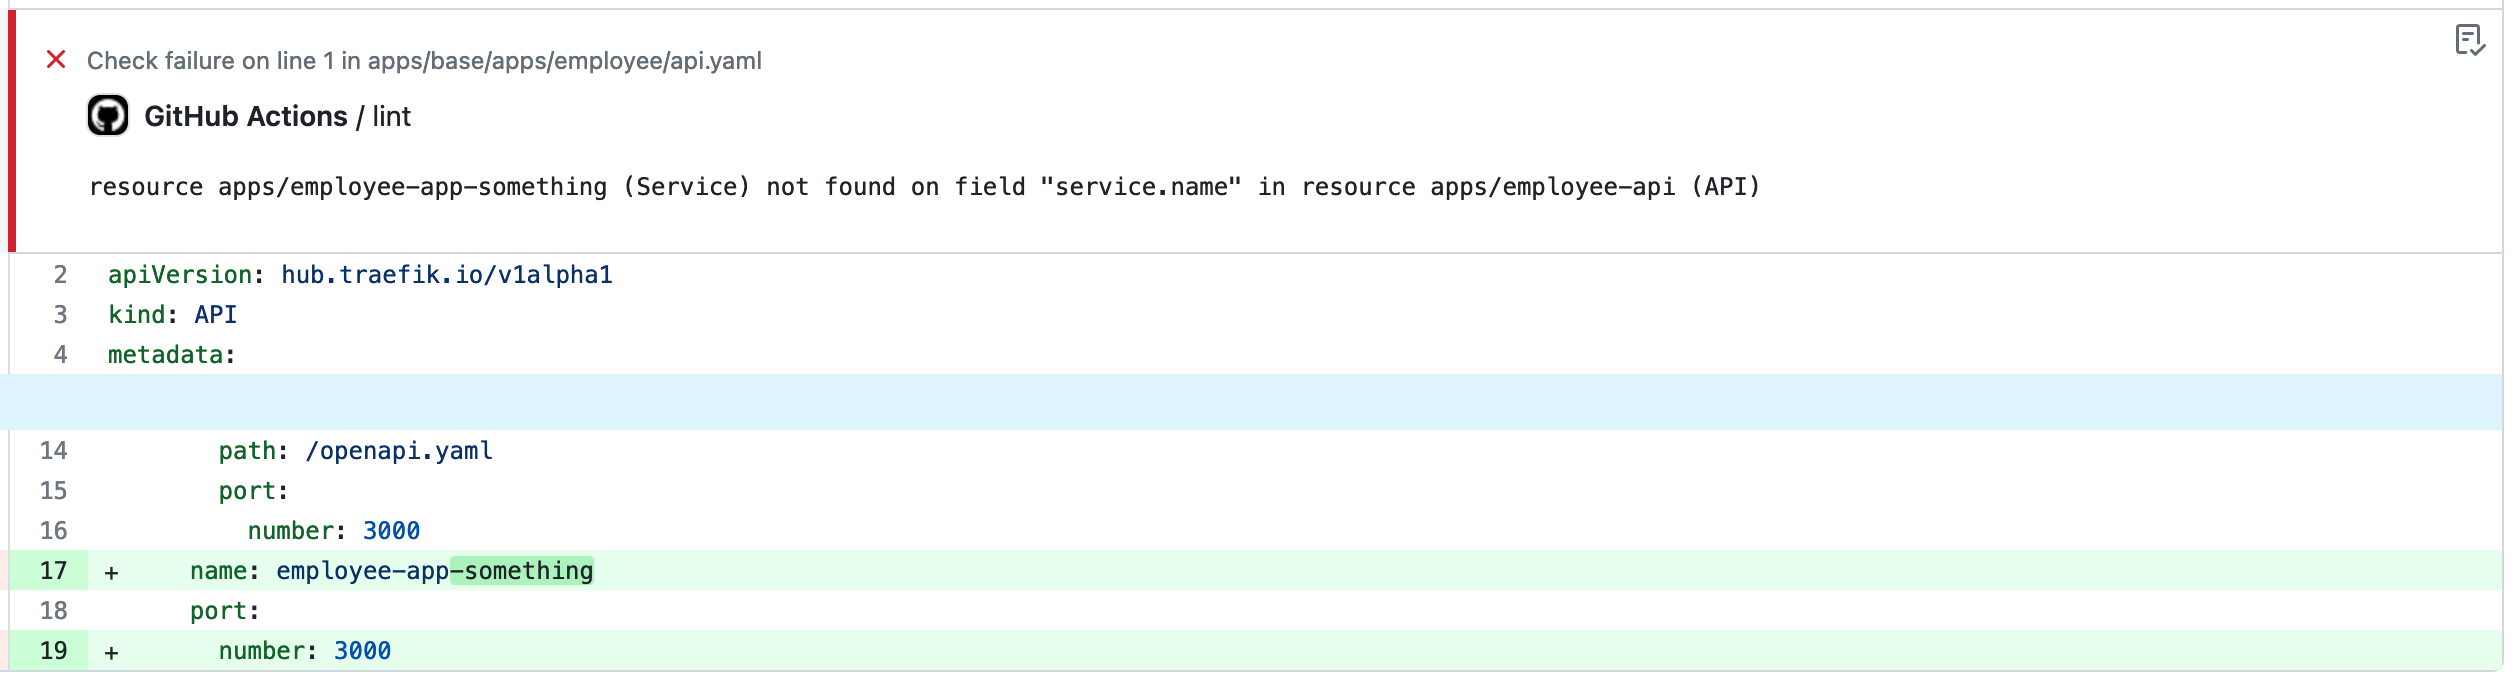 Check failure on line 1 in apps/base/apps/employee/api.yaml
GitHub Actions / lint
resource apps/employee-app-something (Service) not found on field "service.name" in resource apps/employee-api (API)
2 apiVersion: hub.traefik.io/v1alpha1
3 kind: API
4 metadata:
14 path: /openapi.yaml
15 port:
16 number: 3000
17 + name: employee-app-something
18 port:
19 + number: 3000